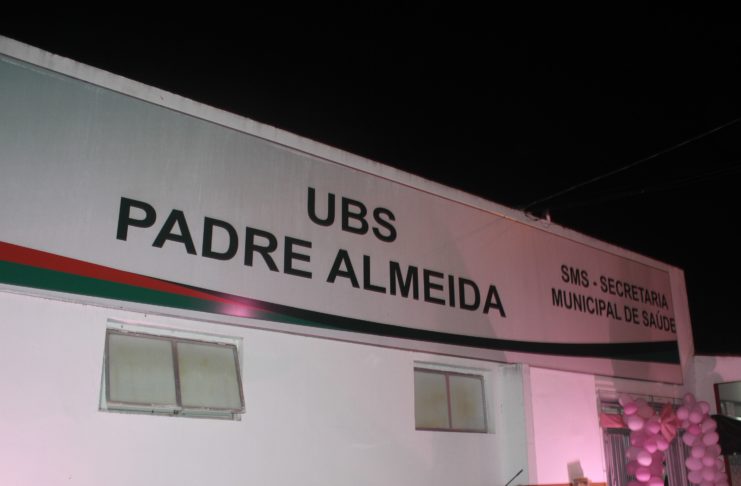 UBS
PADRE ALMEIDA
SMS - SECRETARIA
MUNICIPAL DE SAÚDE